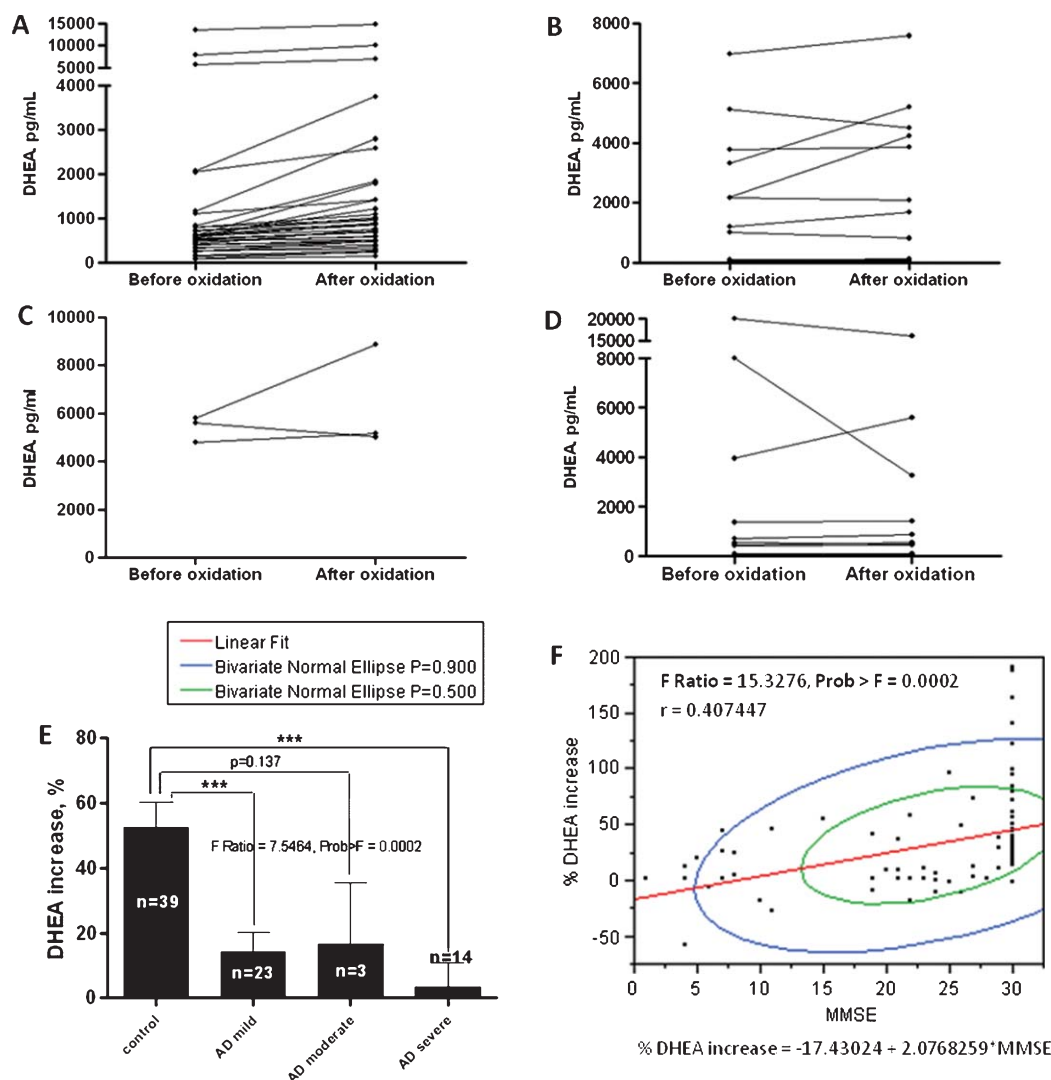 A
15000
10000
5000
4000
3000
2000
1000
0
DHEA, pg/mL
Before oxidation
After oxidation
B
8000
6000
4000
2000
0
DHEA, pg/mL
Before oxidation
After oxidation
C
10000
8000
6000
4000
2000
0
DHEA, pg/ml
Before oxidation
After oxidation
D
20000
15000
8000
6000
4000
2000
0
DHEA, pg/mL
Before oxidation
After oxidation
Linear Fit
Bivariate Normal Ellipse P=0.900
Bivariate Normal Ellipse P=0.500
E
80
60
40
20
0
DHEA increase, %
***
p=0.137
***
F Ratio = 7.5464, Prob>F = 0.0002
n=39
n=23
n=3
n=14
control
AD mild
AD moderate
AD severe
F
200
150
100
50
0
-50
% DHEA increase
F Ratio = 15.3276, Prob > F = 0.0002
r = 0.407447
0 5 10 15 20 25 30
MMSE
% DHEA increase = -17.43024 + 2.0768259*MMSE